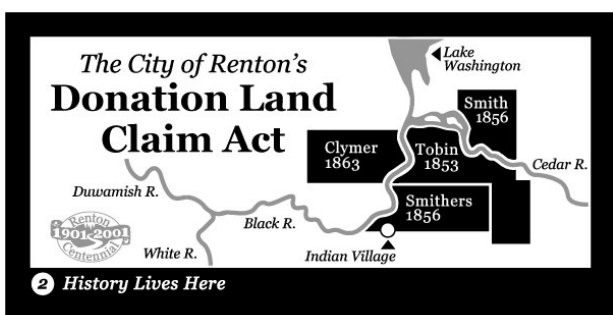 The City of Renton's
Donation Land
Claim Act
Lake
Washington
Smith
1856
Clymer
1863
Tobin
1853
Cedar R.
Duwamish R.
Smithers
1856
Black R.
Renton
1901 2001
Centennial
White R.
Indian Village
2 History Lives Here